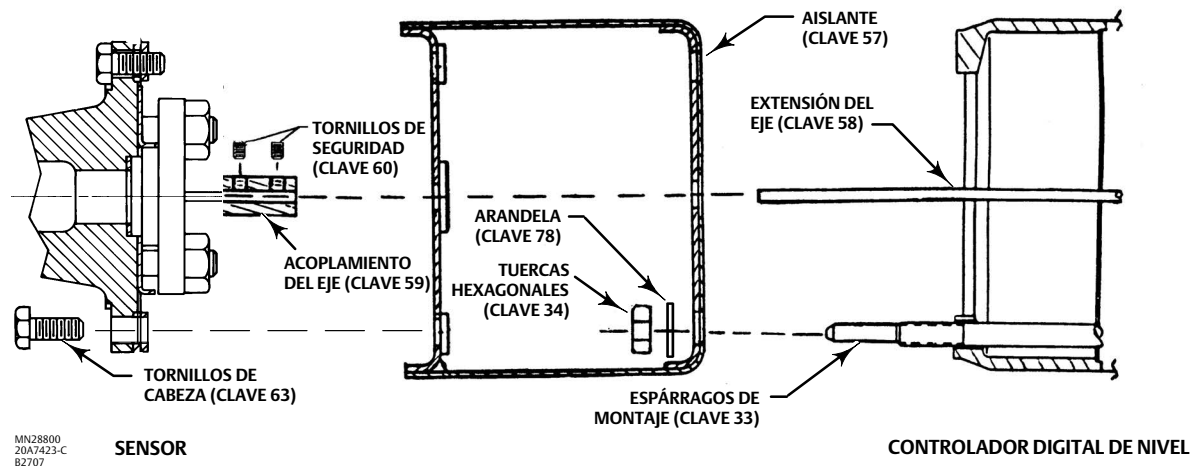 AISLANTE
(CLAVE 57)
EXTENSIÓN DEL
EJE (CLAVE 58)
TORNILLOS DE
SEGURIDAD
(CLAVE 60)
ARANDELA
(CLAVE 78)
ACOPLAMIENTO
DEL EJE (CLAVE 59)
TUERCAS
HEXAGONALES
(CLAVE 34)
TORNILLOS DE
CABEZA (CLAVE 63)
ESPÁRRAGOS DE
MONTAJE (CLAVE 33)
MN28800
20A7423-C
B2707
SENSOR
CONTROLADOR DIGITAL DE NIVEL